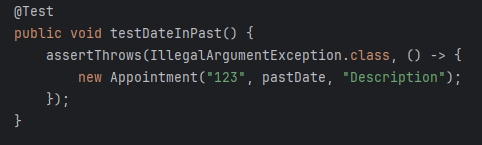 @Test
public void testDateInPast() {
    assertThrows(IllegalArgumentException.class, () -> {
        new Appointment("123", pastDate, "Description");
    });
}